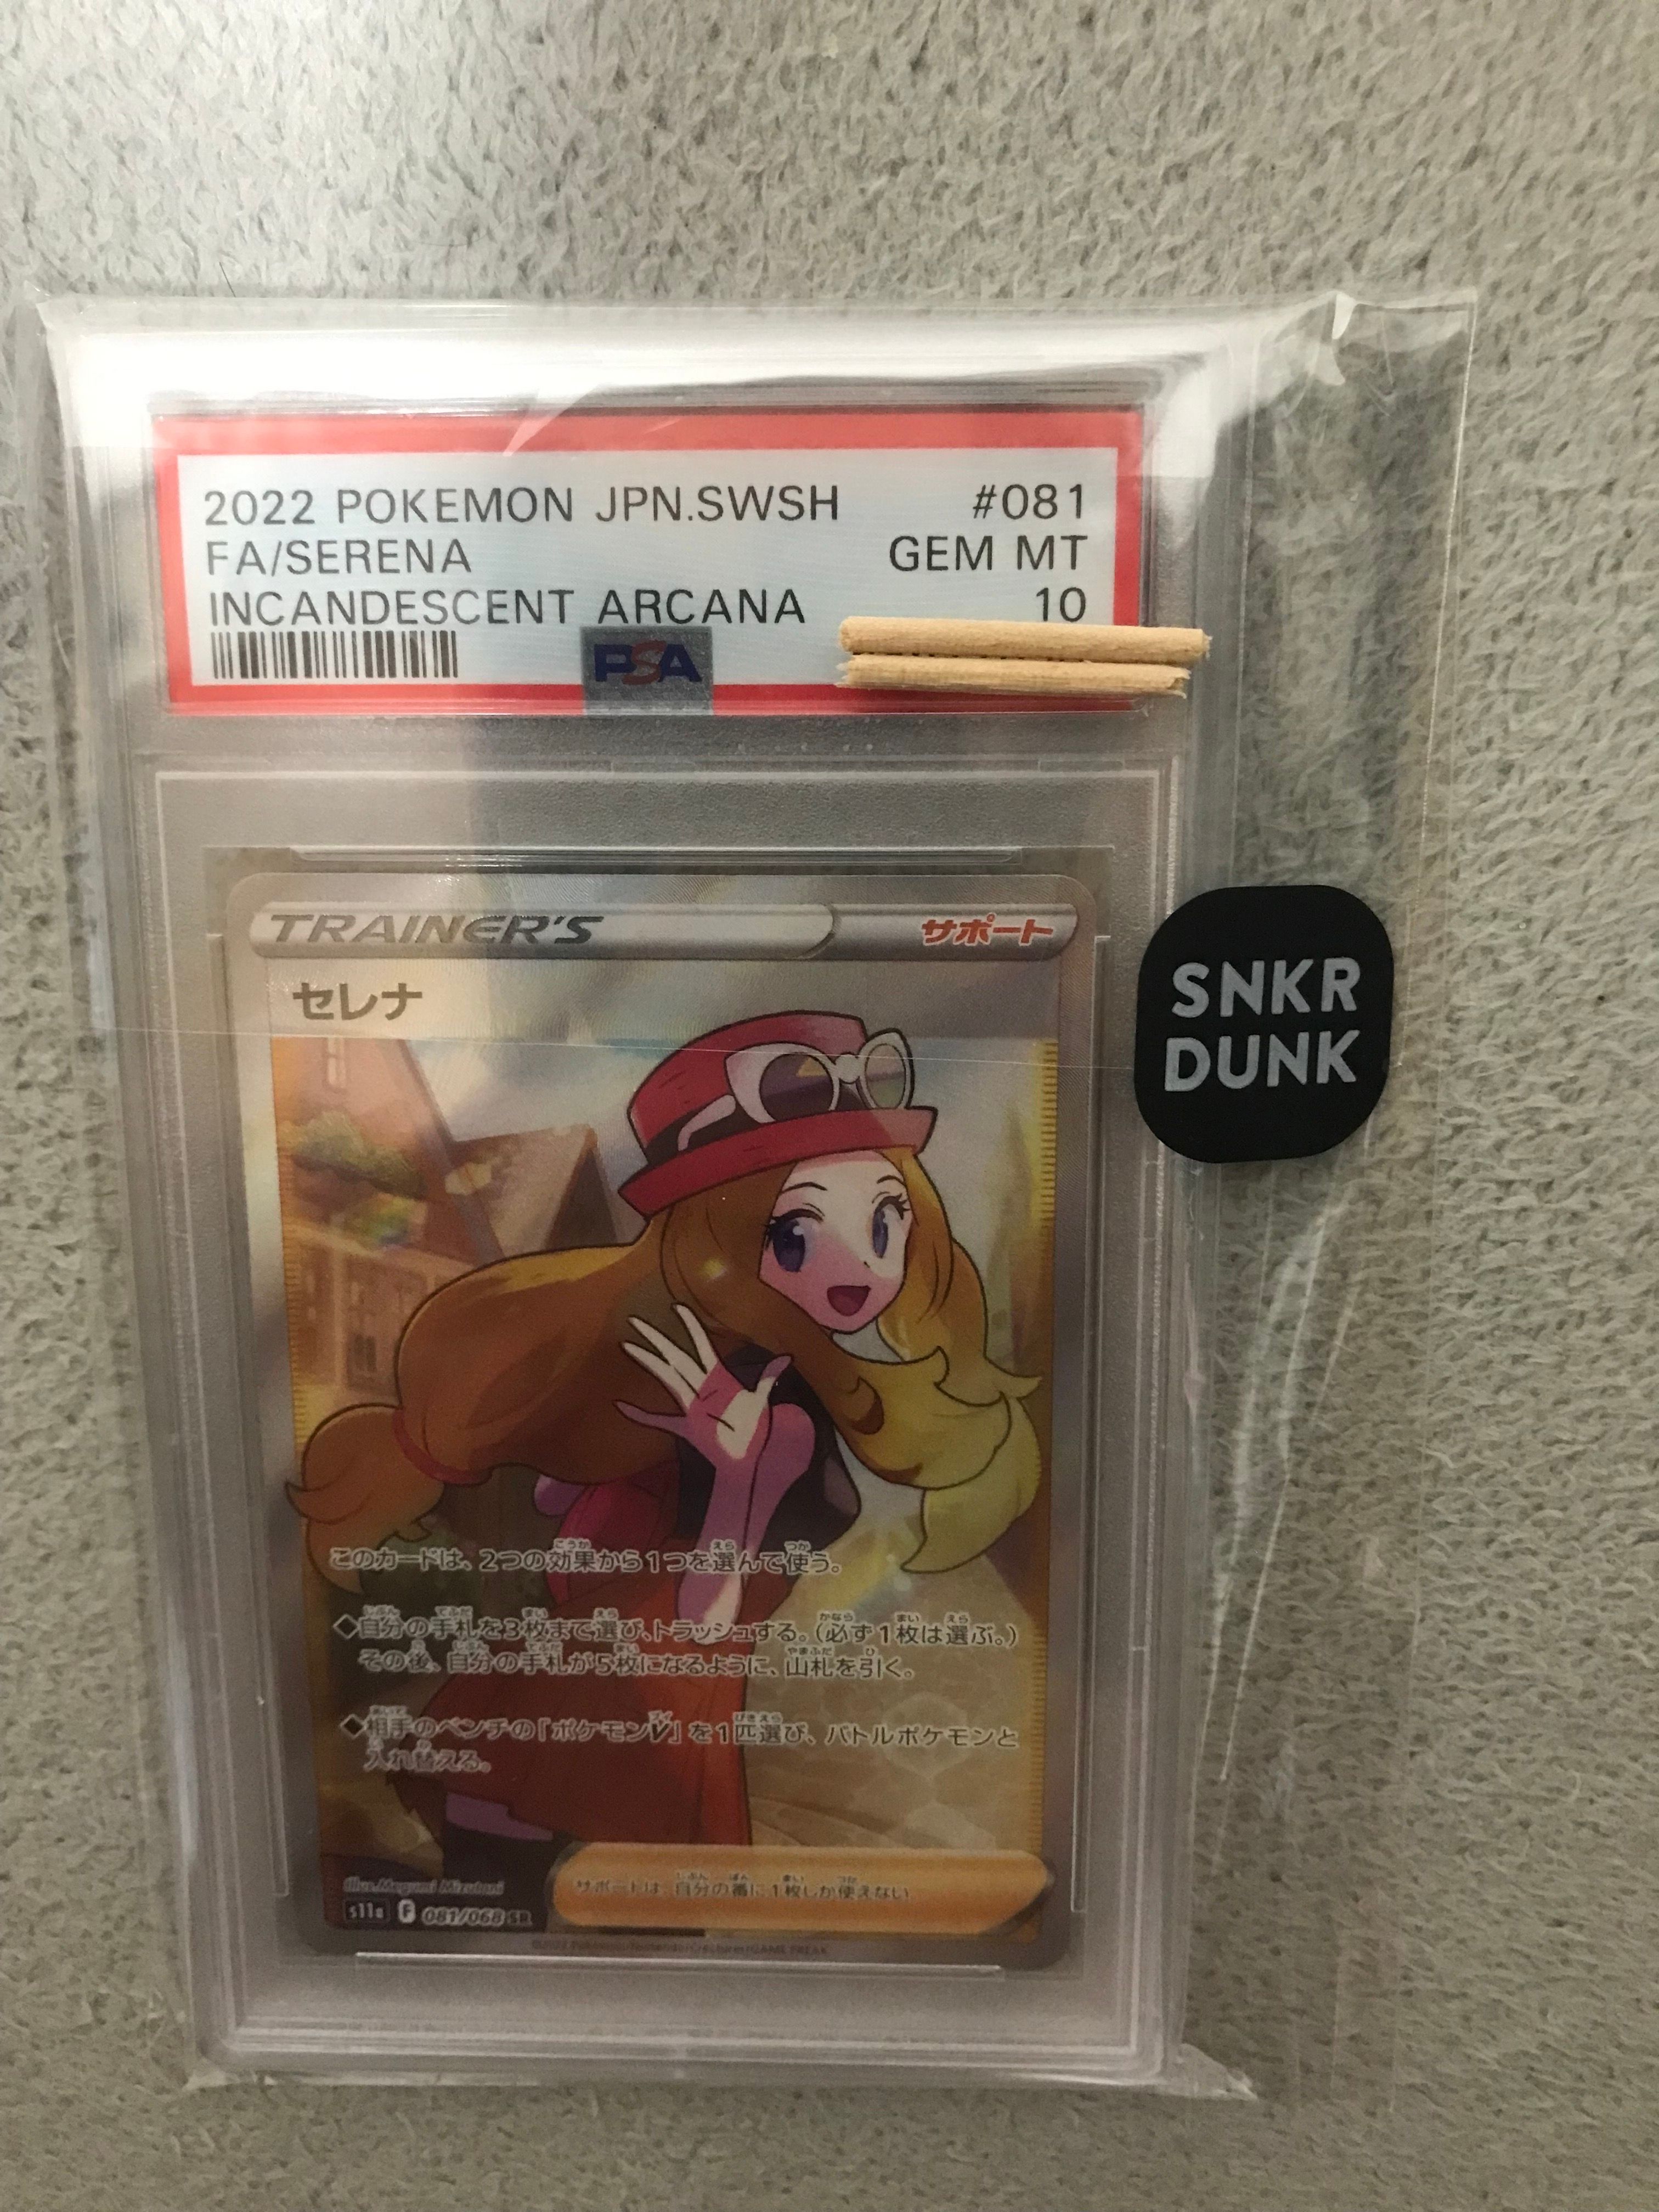 2022 POKEMON JPN.SWSH #081
FA/SERENA GEM MT
INCANDESCENT ARCANA 10
PSA
TRAINER'S サポート
セレナ
SNKR
DUNK
このカードは、2つの効果から1つを選んで使う。
◆自分の手札を3枚まで選び、トラッシュする。(必ず1枚は選ぶ。)
その後、自分の手札が5枚になるように、山札を引く。
◆相手のベンチの「ポケモンV」を1匹選び、バトルポケモンと
入れ替える。
サポートは、自分の番に1枚しか使えない
Illus.Megumi Mizutani
s11a F 081/068 SR